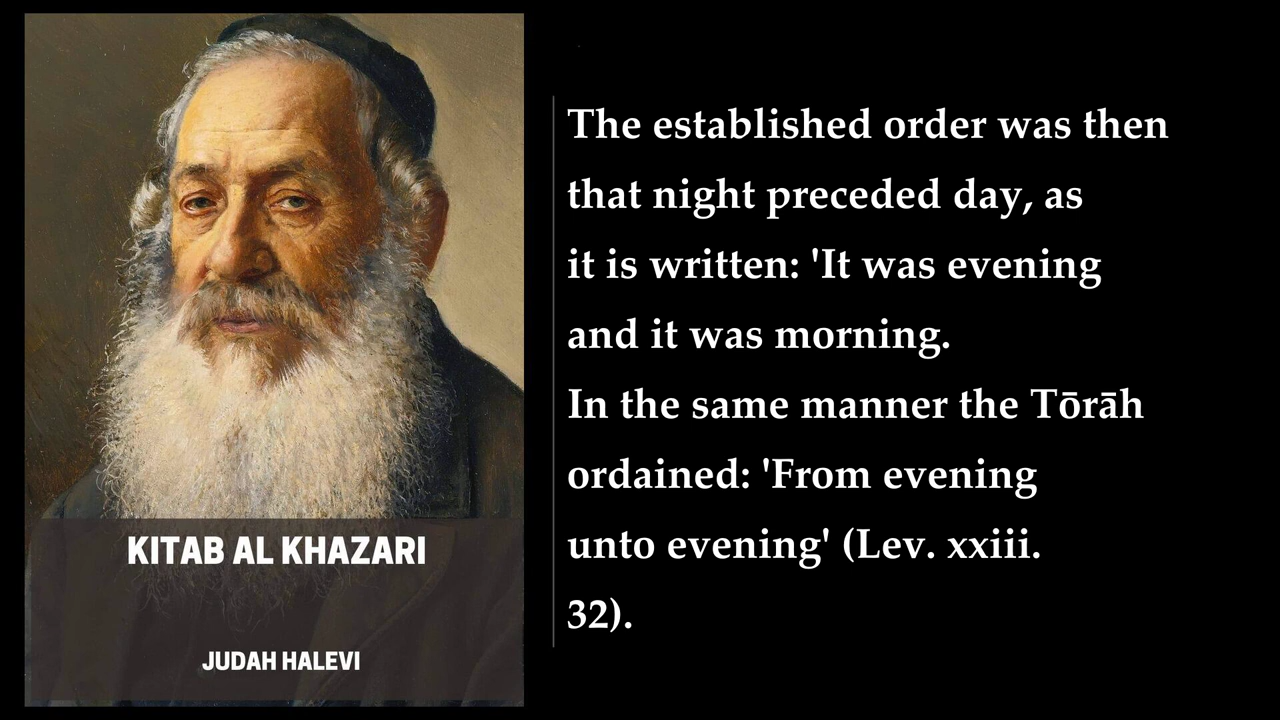 KITAB AL KHAZARI
JUDAH HALEVI
The established order was then
that night preceded day, as
it is written: 'It was evening
and it was morning.
In the same manner the Tōrāh
ordained: 'From evening
unto evening' (Lev. xxiii.
32).